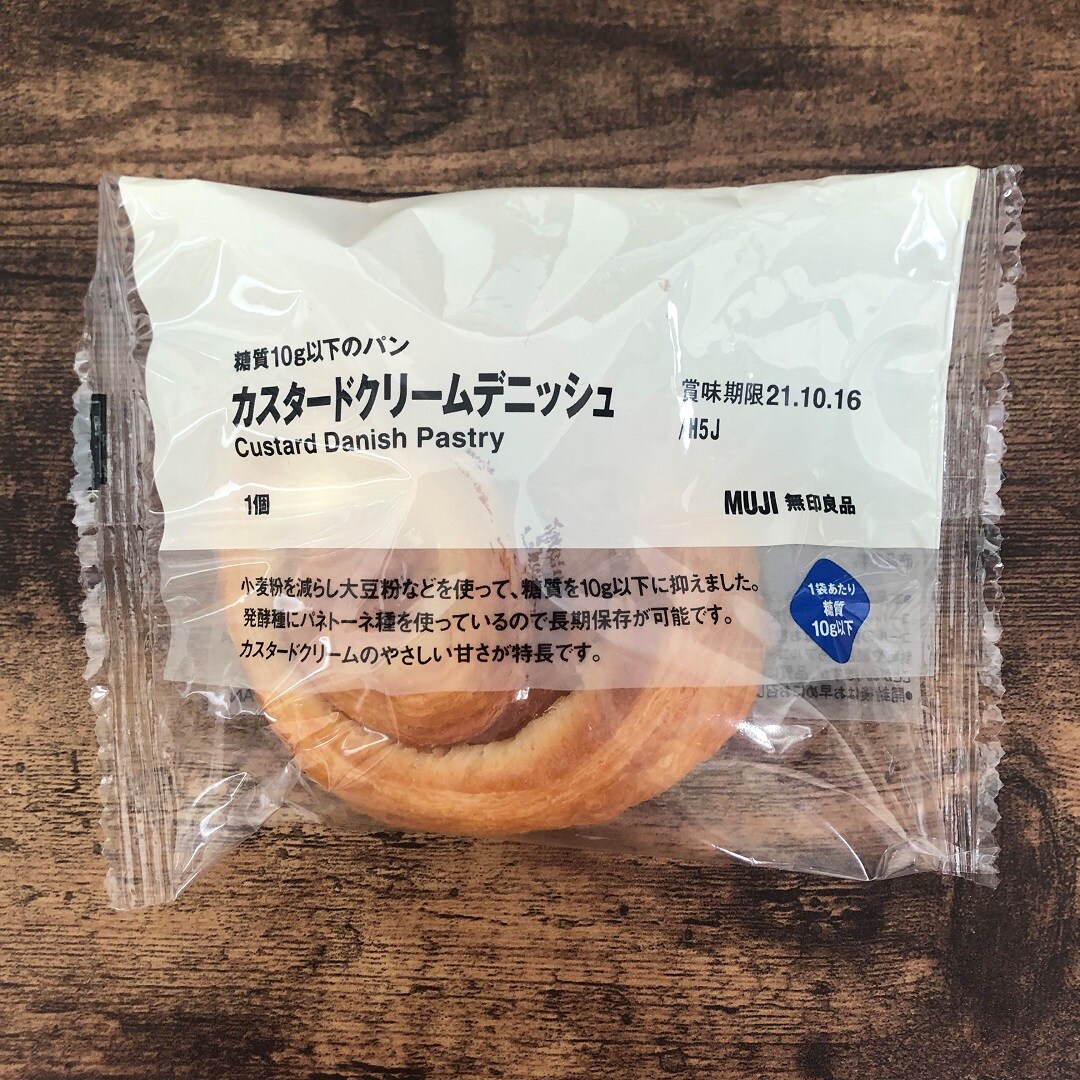 糖質10g以下のパン
カスタードクリームデニッシュ
Custard Danish Pastry
1個
賞味期限21.10.16
/H5J
MUJI 無印良品
小麦粉を減らし大豆粉などを使って、糖質を10g以下に抑えました。
発酵種にパネトーネ種を使っているので長期保存が可能です。
カスタードクリームのやさしい甘さが特長です。
1袋あたり
糖質
10g以下